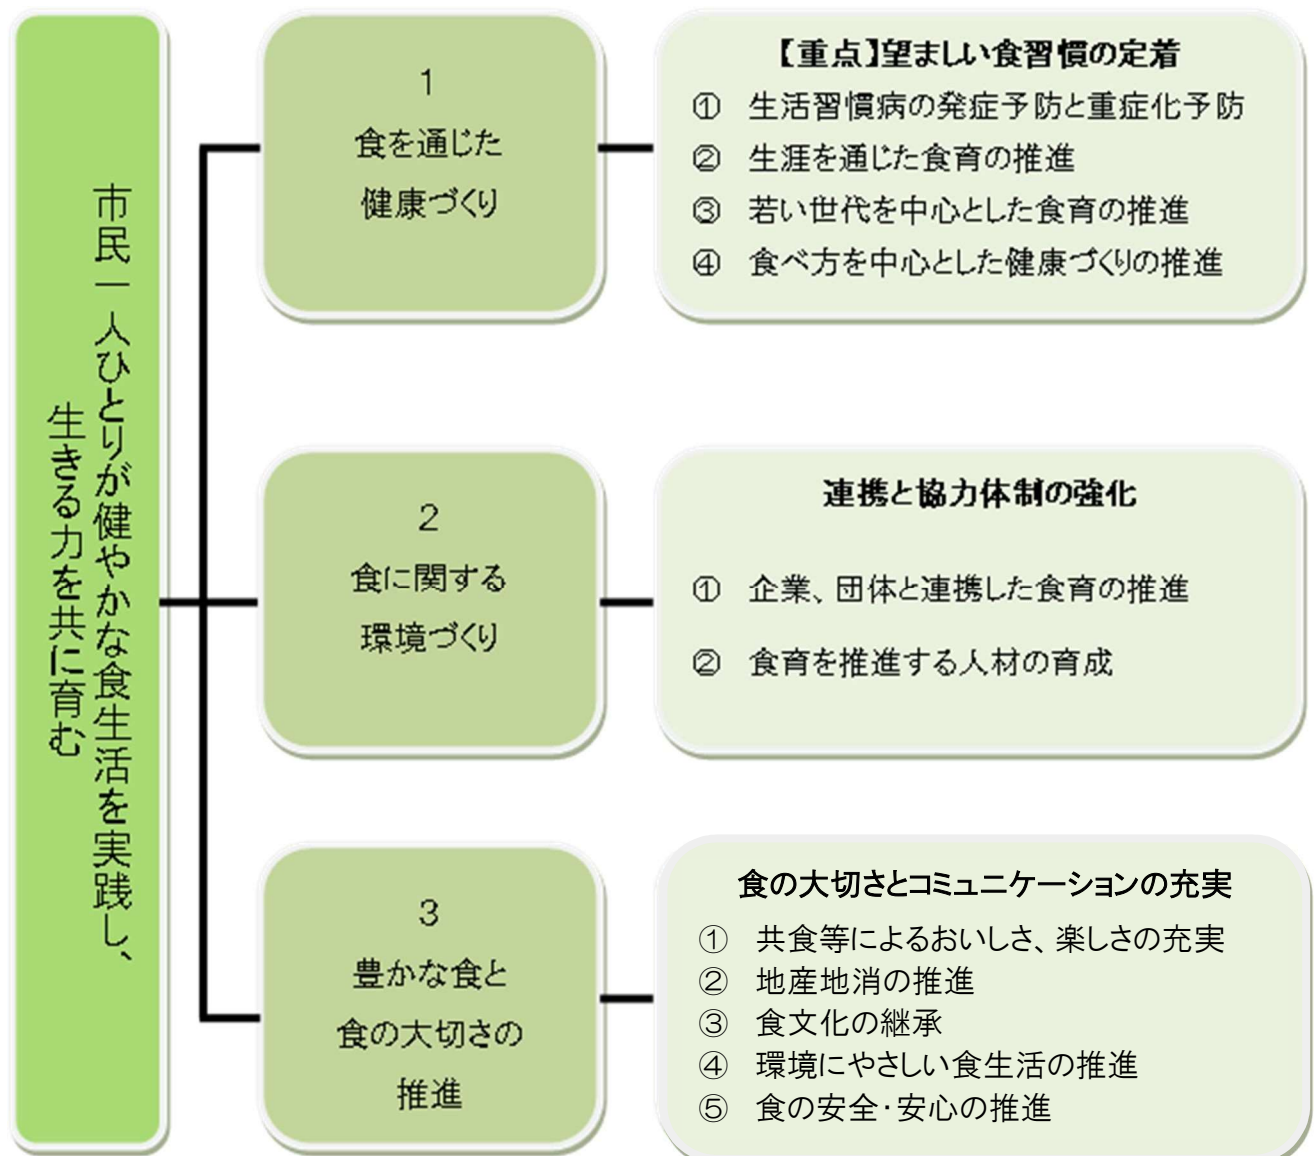 市民一人ひとりが健やかな食生活を実践し、
生きる力を共に育む
1
食を通じた
健康づくり
【重点】望ましい食習慣の定着
① 生活習慣病の発症予防と重症化予防
② 生涯を通じた食育の推進
③ 若い世代を中心とした食育の推進
④ 食べ方を中心とした健康づくりの推進
2
食に関する
環境づくり
連携と協力体制の強化
① 企業、団体と連携した食育の推進
② 食育を推進する人材の育成
3
豊かな食と
食の大切さの
推進
食の大切さとコミュニケーションの充実
① 共食等によるおいしさ、楽しさの充実
② 地産地消の推進
③ 食文化の継承
④ 環境にやさしい食生活の推進
⑤ 食の安全・安心の推進